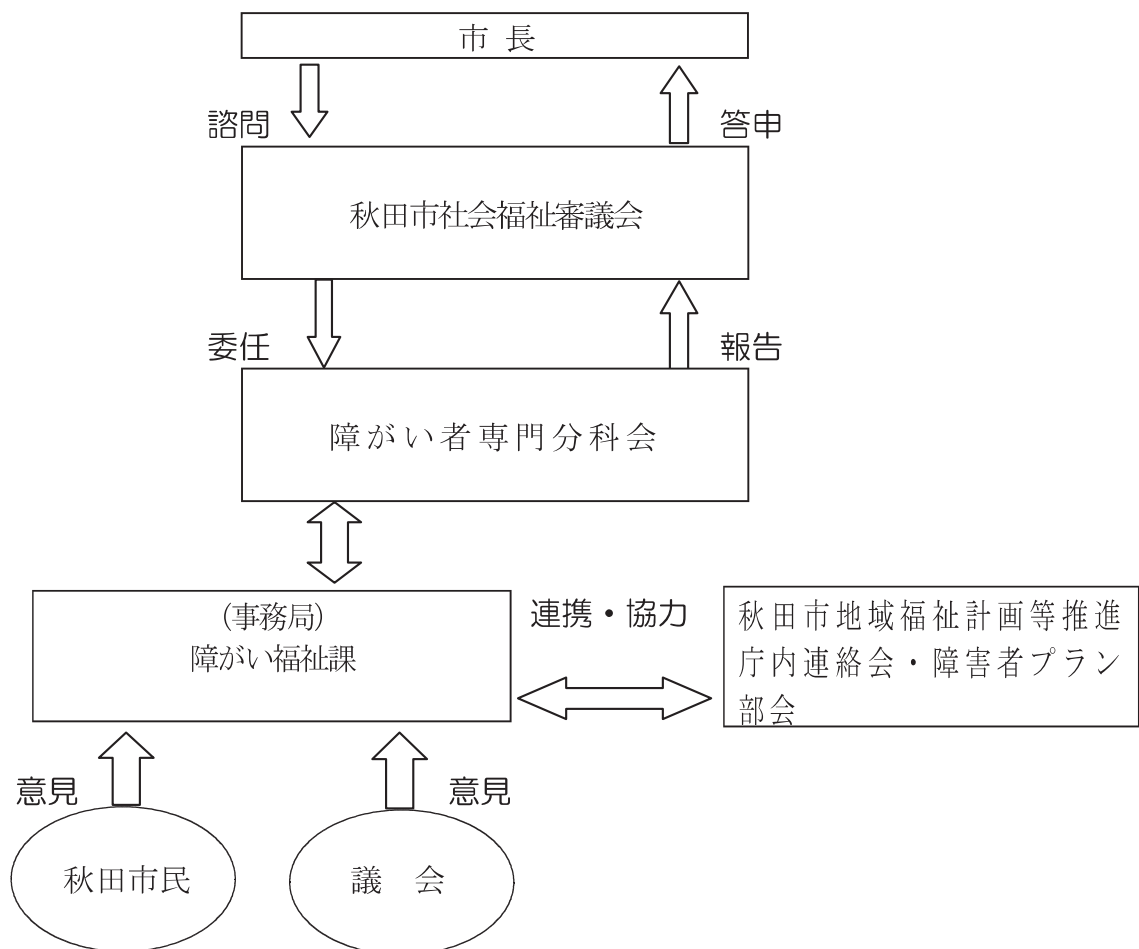 市 長
諮問
答申
秋田市社会福祉審議会
委任
報告
障がい者専門分科会
(事務局)
障がい福祉課
連携・協力
秋田市地域福祉計画等推進
庁内連絡会・障害者プラン
部会
意見
意見
秋田市民
議 会